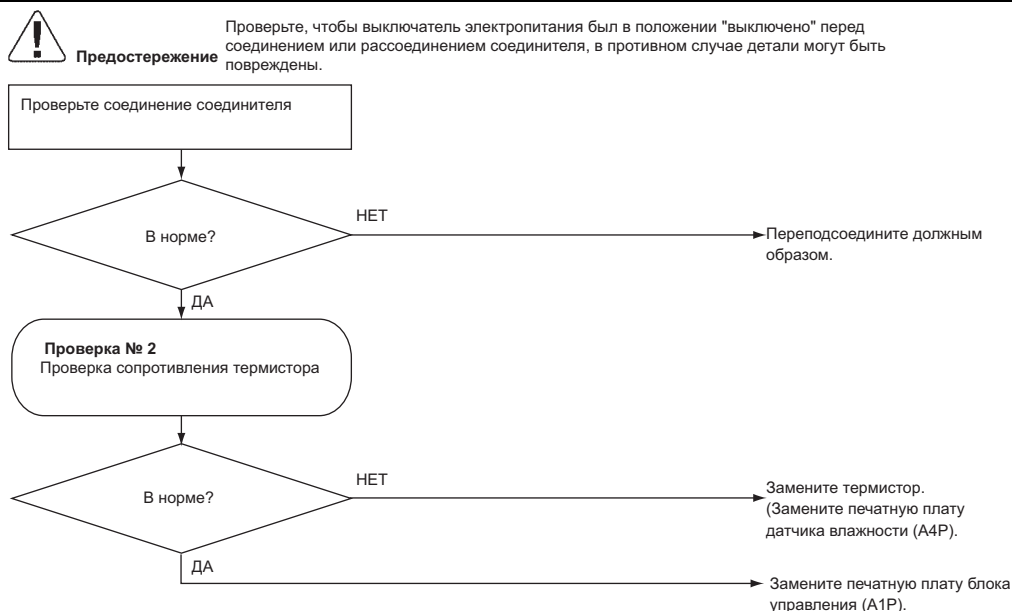 Проверьте, чтобы выключатель электропитания был в положении "выключено" перед
соединением или рассоединением соединителя, в противном случае детали могут быть
повреждены.
Предостережение
Проверьте соединение соединителя
В норме?
НЕТ
Переподсоедините должным
образом.
ДА
Проверка № 2
Проверка сопротивления термистора
В норме?
НЕТ
Замените термистор.
(Замените печатную плату
датчика влажности (A4P).
ДА
Замените печатную плату блока
управления (A1P).